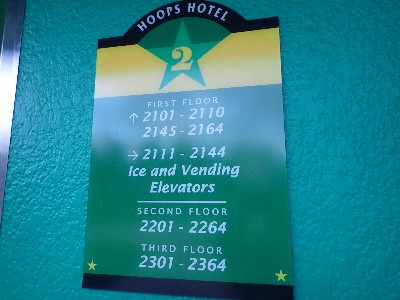 HOOPS HOTEL
2
FIRST FLOOR
↑ 2101 - 2110
2145 - 2164
→ 2111 - 2144
Ice and Vending
Elevators
SECOND FLOOR
2201 - 2264
THIRD FLOOR
2301 - 2364